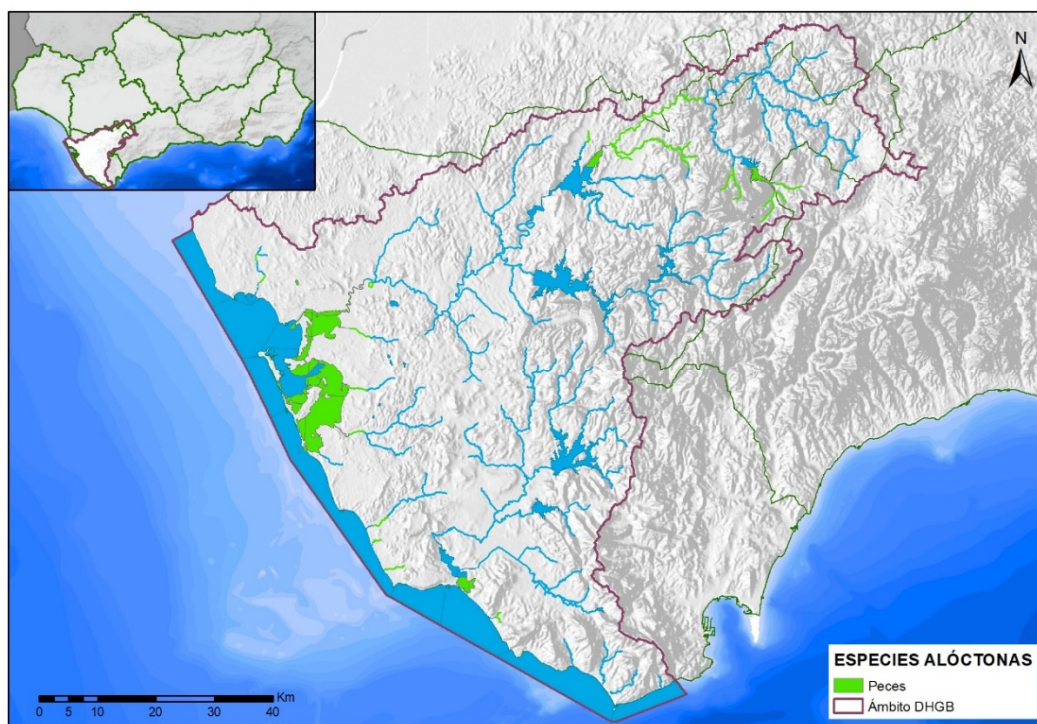 N
ESPECIES ALÓCTONAS
Peces
Ámbito DHGB
Km
0 5 10 20 30 40